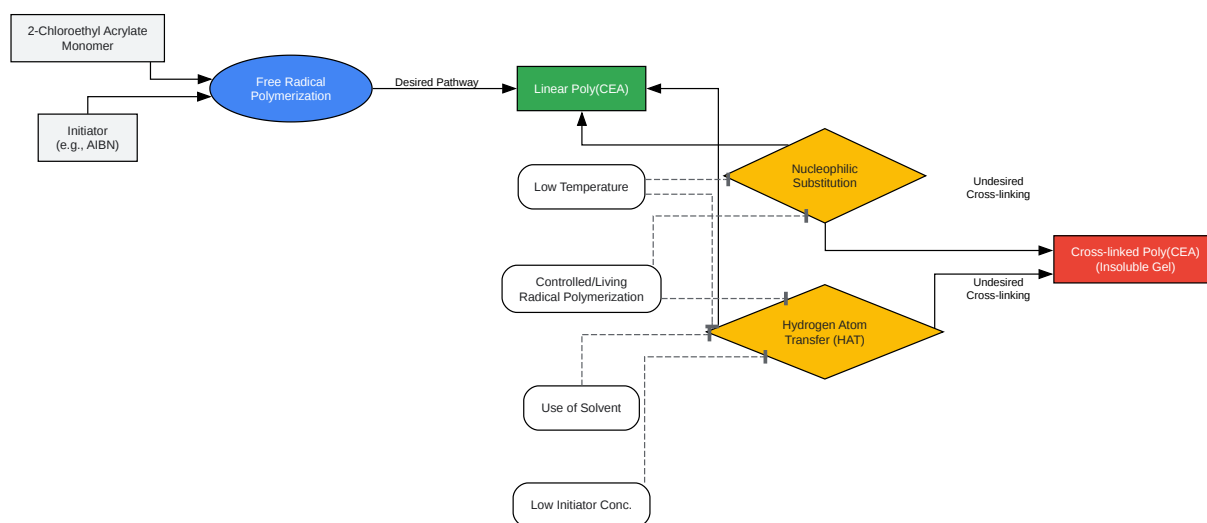 2-Chloroethyl Acrylate
Monomer
Initiator
(e.g., AIBN)
Free Radical
Polymerization
Desired Pathway
Linear Poly(CEA)
Low Temperature
Nucleophilic
Substitution
Undesired
Cross-linking
Controlled/Living
Radical Polymerization
Cross-linked Poly(CEA)
(Insoluble Gel)
Undesired
Cross-linking
Hydrogen Atom
Transfer (HAT)
Use of Solvent
Low Initiator Conc.